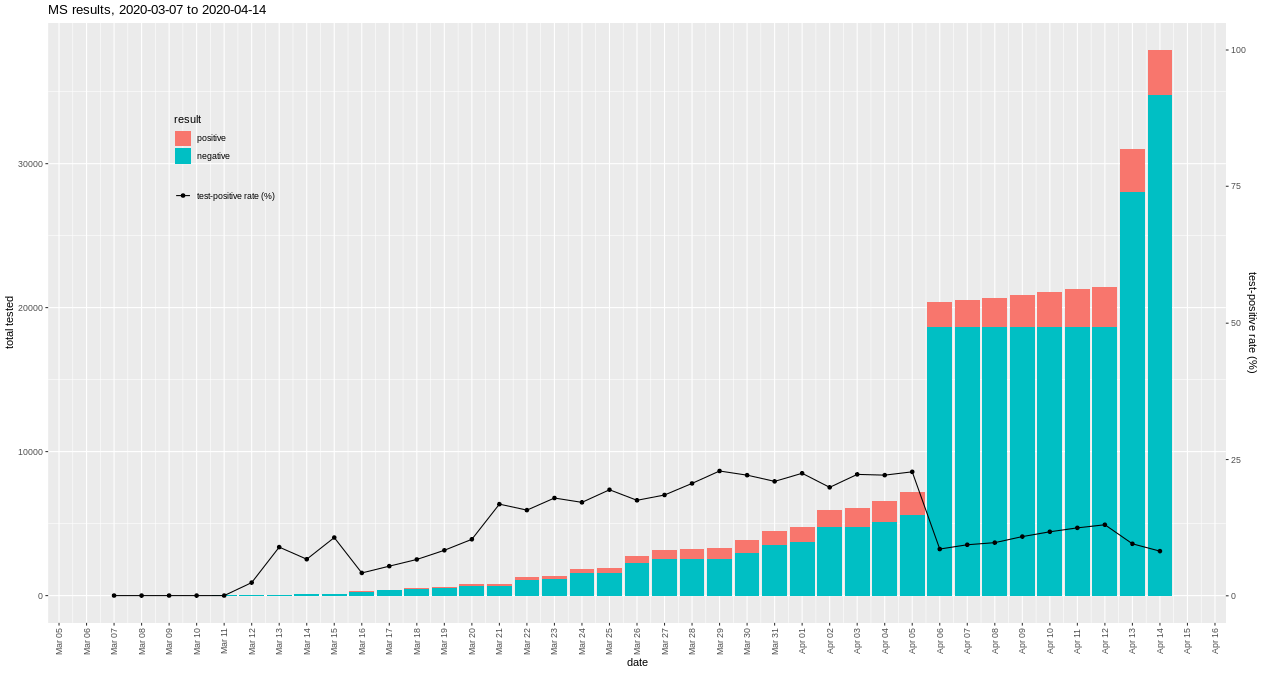 MS results, 2020-03-07 to 2020-04-14
result
positive
negative
test-positive rate (%)
total tested
30000
20000
10000
0
100
75
50
25
0
test-positive rate (%)
Mar 05
Mar 06
Mar 07
Mar 08
Mar 09
Mar 10
Mar 11
Mar 12
Mar 13
Mar 14
Mar 15
Mar 16
Mar 17
Mar 18
Mar 19
Mar 20
Mar 21
Mar 22
Mar 23
Mar 24
Mar 25
Mar 26
Mar 27
Mar 28
Mar 29
Mar 30
Mar 31
Apr 01
Apr 02
Apr 03
Apr 04
Apr 05
Apr 06
Apr 07
Apr 08
Apr 09
Apr 10
Apr 11
Apr 12
Apr 13
Apr 14
Apr 15
Apr 16
date